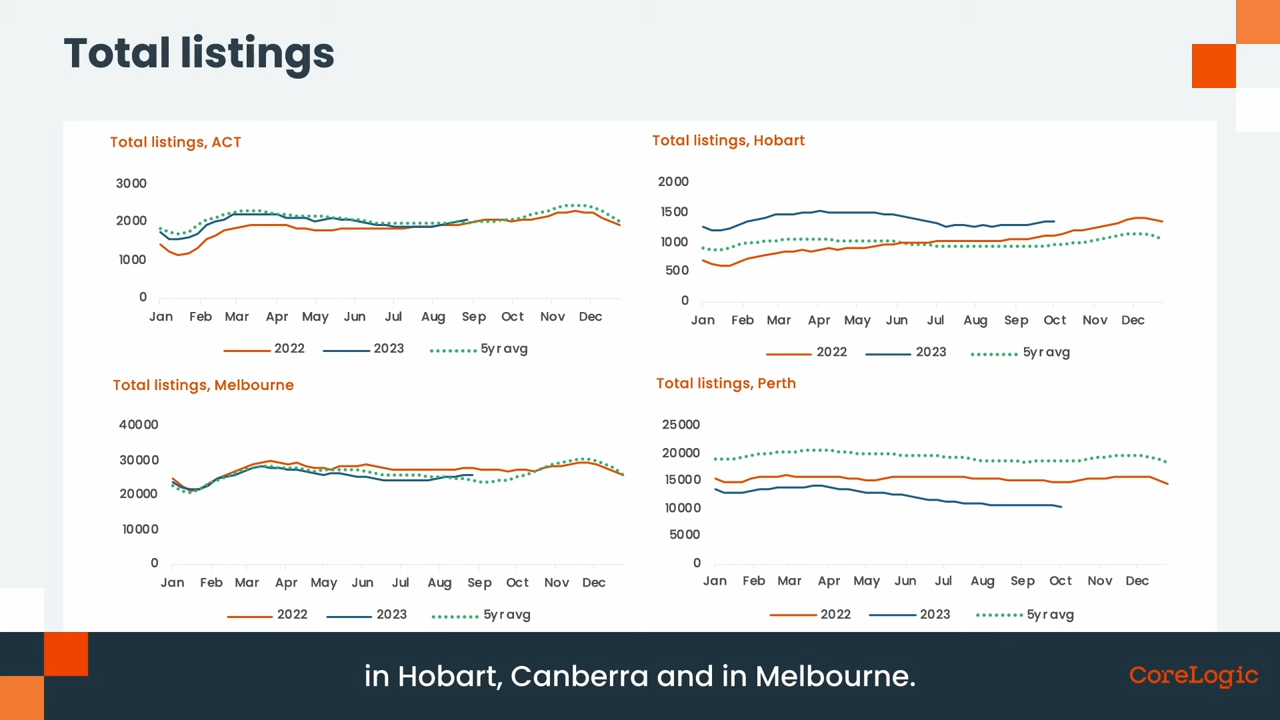 Total listings
Total listings, ACT
3000
2000
1000
0
Jan Feb Mar Apr May Jun Jul Aug Sep Oct Nov Dec
2022 2023 5yr avg
Total listings, Hobart
2000
1500
1000
500
0
Jan Feb Mar Apr May Jun Jul Aug Sep Oct Nov Dec
2022 2023 5yr avg
Total listings, Melbourne
40000
30000
20000
10000
0
Jan Feb Mar Apr May Jun Jul Aug Sep Oct Nov Dec
2022 2023 5yr avg
Total listings, Perth
25000
20000
15000
10000
5000
0
Jan Feb Mar Apr May Jun Jul Aug Sep Oct Nov Dec
2022 2023 5yr avg
in Hobart, Canberra and in Melbourne.
CoreLogic